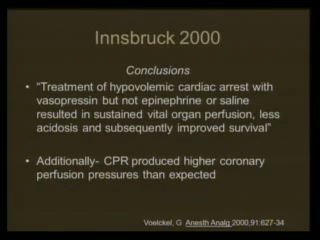 Innsbruck 2000
Conclusions
• "Treatment of hypovolemic cardiac arrest with
vasopressin but not epinephrine or saline
resulted in sustained vital organ perfusion, less
acidosis and subsequently improved survival"
• Additionally- CPR produced higher coronary
perfusion pressures than expected
Voelckel, G Anesth Analg 2000;91:627-34